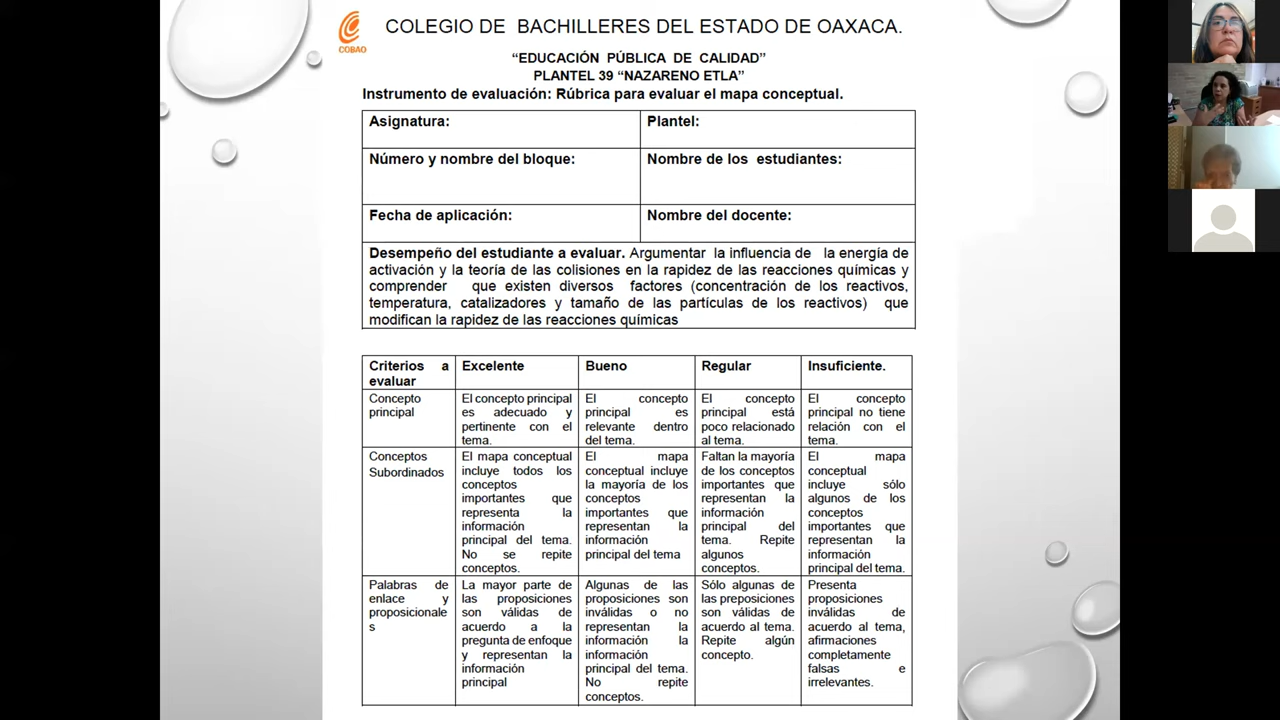 COBAO
COLEGIO DE BACHILLERES DEL ESTADO DE OAXACA.
“EDUCACIÓN PÚBLICA DE CALIDAD”
PLANTEL 39 “NAZARENO ETLA”
Instrumento de evaluación: Rúbrica para evaluar el mapa conceptual.
Asignatura:
Plantel:
Número y nombre del bloque:
Nombre de los estudiantes:
Fecha de aplicación:
Nombre del docente:
Desempeño del estudiante a evaluar. Argumentar la influencia de la energía de
activación y la teoría de las colisiones en la rapidez de las reacciones químicas y
comprender que existen diversos factores (concentración de los reactivos,
temperatura, catalizadores y tamaño de las partículas de los reactivos) que
modifican la rapidez de las reacciones químicas
Criterios a
evaluar
Excelente
Bueno
Regular
Insuficiente.
Concepto
principal
El concepto principal
es adecuado y
pertinente con el
tema.
El concepto
principal es
relevante dentro
del tema.
El concepto
principal está
poco relacionado
al tema.
El concepto
principal no tiene
relación con el
tema.
Conceptos
Subordinados
El mapa conceptual
incluye todos los
conceptos
importantes que
representa la
información
principal del tema.
No se repite
conceptos.
El mapa
conceptual incluye
la mayoría de los
conceptos
importantes que
representan la
información
principal del tema
Faltan la mayoría
de los conceptos
importantes que
representan la
información
principal del
tema. Repite
algunos
conceptos.
El mapa
conceptual
incluye sólo
algunos de los
conceptos
importantes que
representan la
información
principal del tema.
Palabras de
enlace y
proposicionale
s
La mayor parte de
las proposiciones
son válidas de
acuerdo a la
pregunta de enfoque
y representan la
información
principal
Algunas de las
proposiciones son
inválidas o no
representan la
información la
información
principal del tema.
No repite
conceptos.
Sólo algunas de
las preposiciones
son válidas de
acuerdo al tema.
Repite algún
concepto.
Presenta
proposiciones
inválidas de
acuerdo al tema,
afirmaciones
completamente
falsas e
irrelevantes.